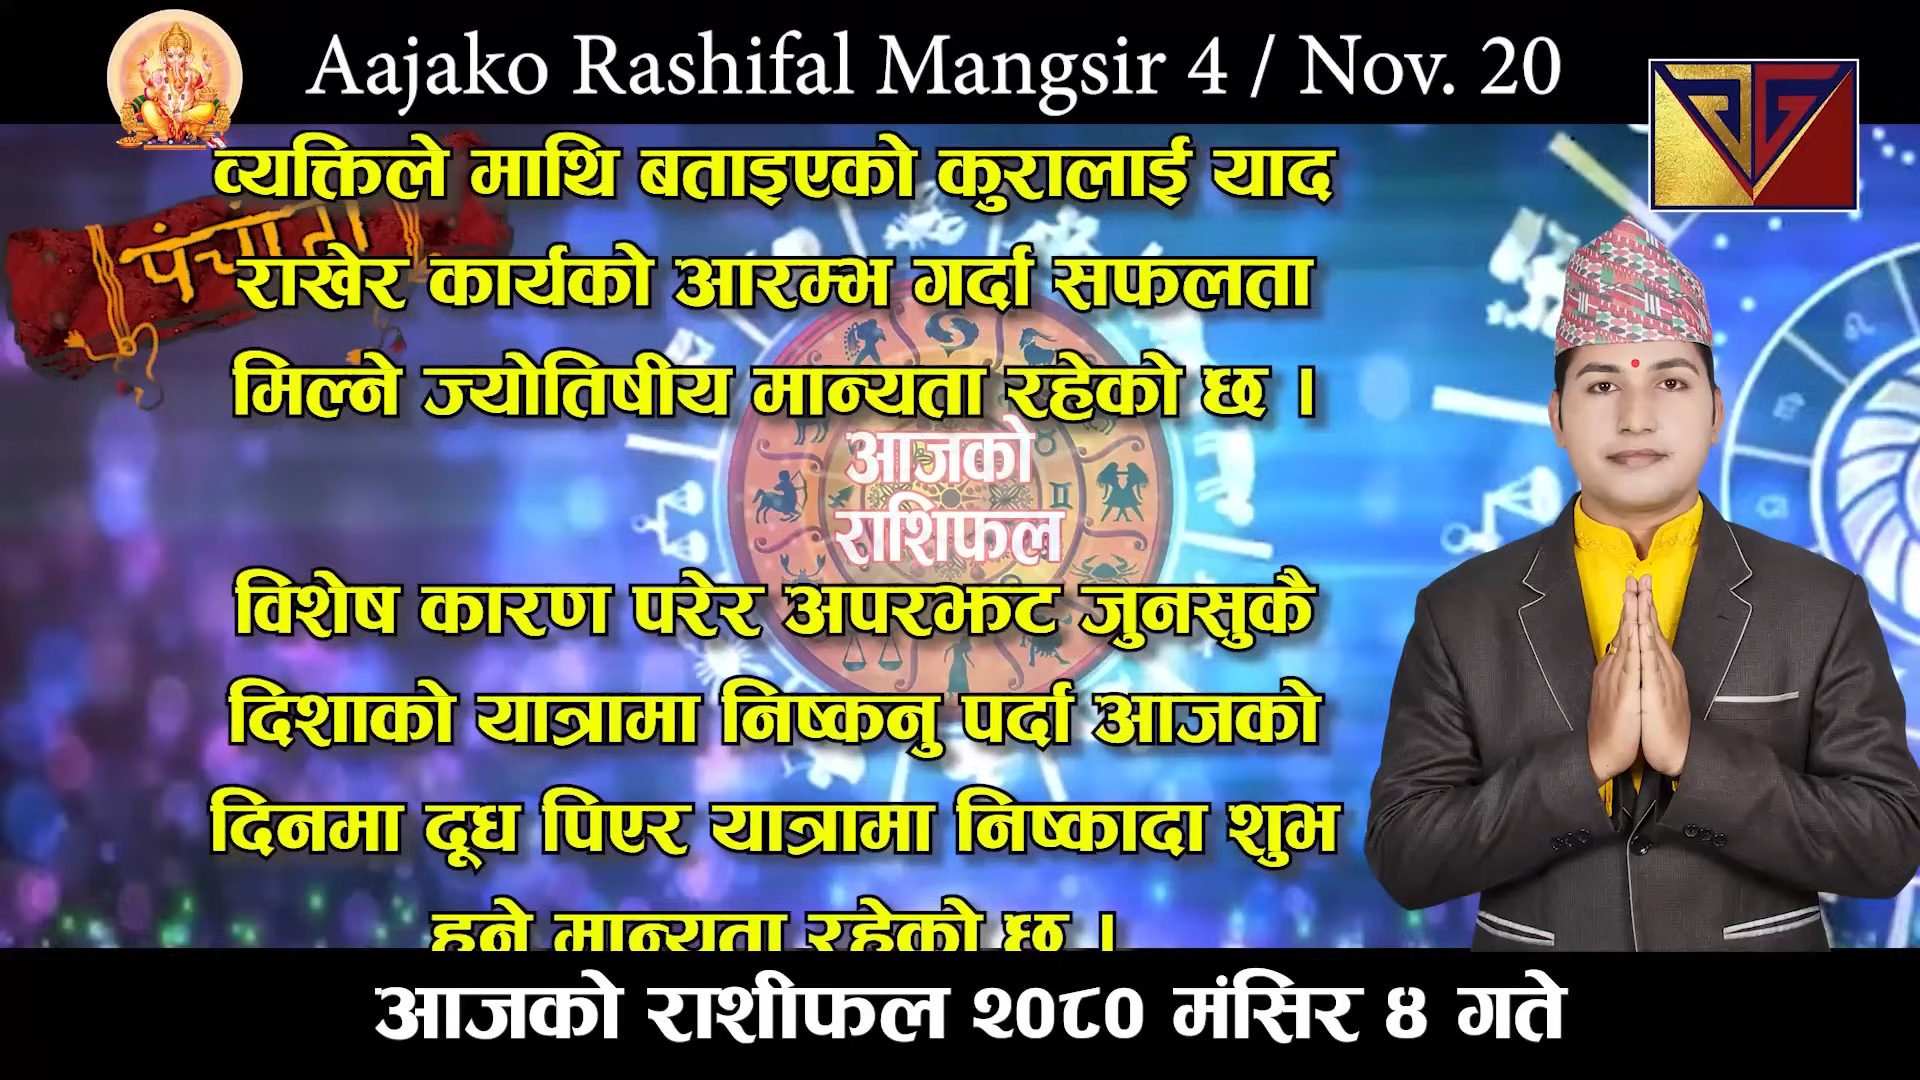 Aajako Rashifal Mangsir 4 / Nov. 20
व्यक्तिले माथि बताइएको कुरालाई याद
पंचाङ्ग
राखेर कार्यको आरम्भ गर्दा सफलता
मिल्ने ज्योतिषीय मान्यता रहेको छ ।
आजको
राशिफल
विशेष कारण परेर अपरझट जुनसुकै
दिशाको यात्रामा निष्कनु पर्दा आजको
दिनमा दूध पिएर यात्रामा निष्कादा शुभ
हुने मान्यता रहेको छ ।
आजको राशीफल २०८० मंसिर ४ गते